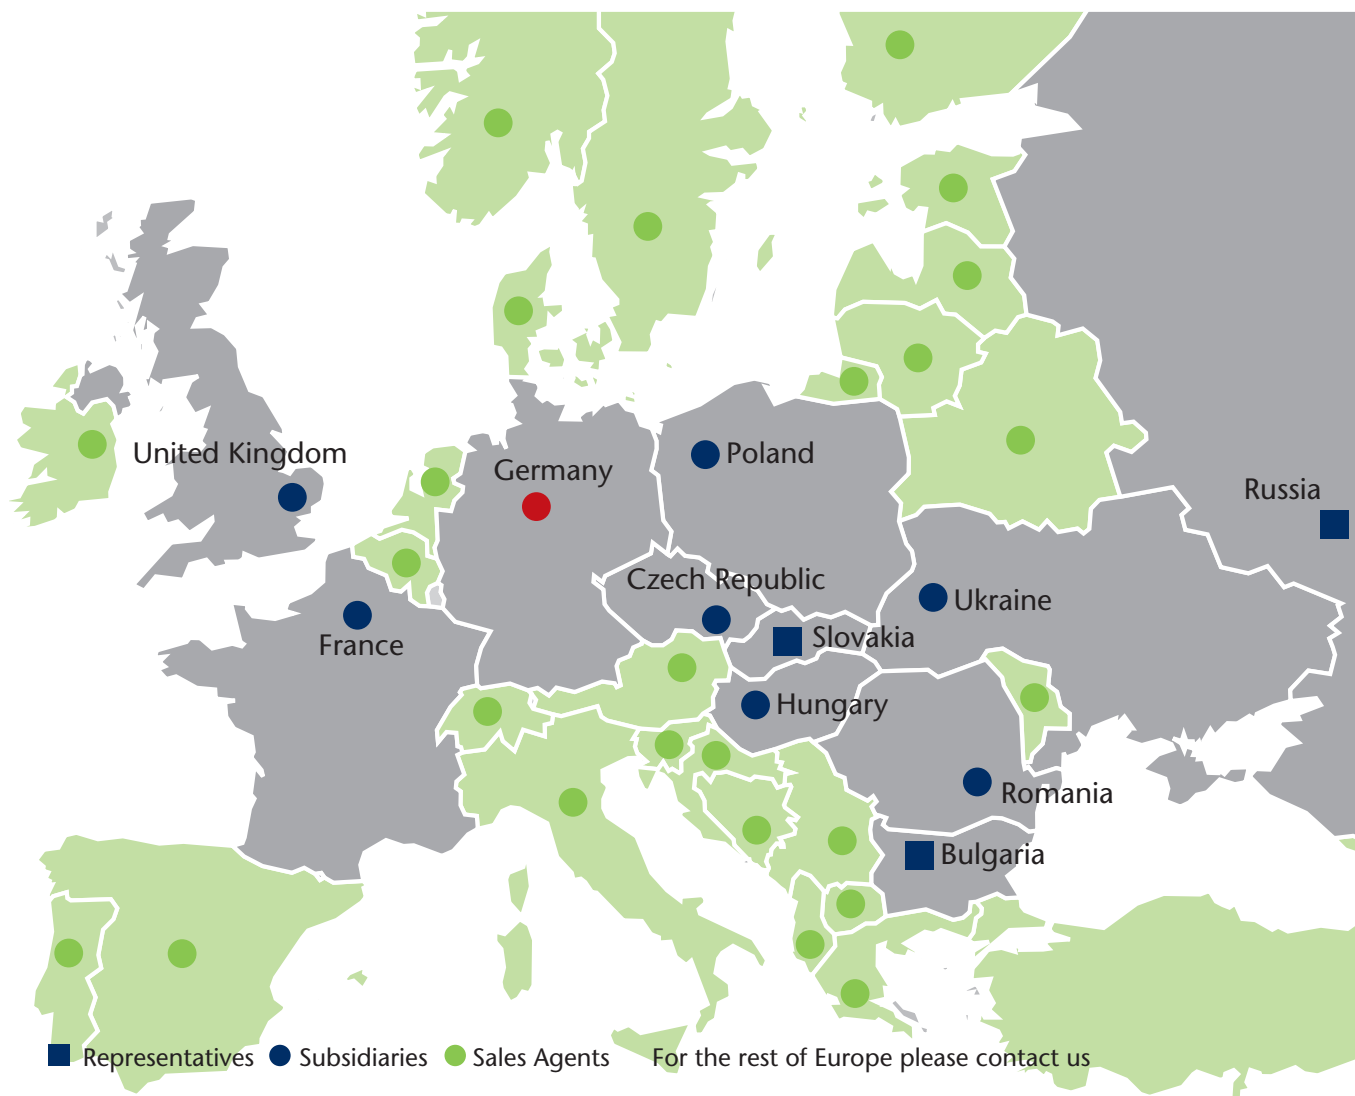 United Kingdom
Germany
Poland
Russia
Czech Republic
Ukraine
France
Slovakia
Hungary
Romania
Bulgaria
Representatives Subsidiaries Sales Agents For the rest of Europe please contact us